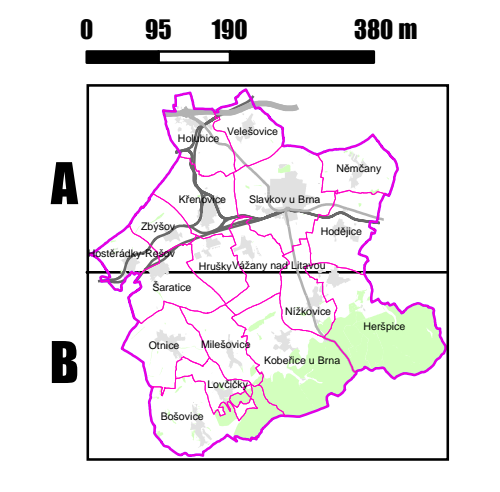 0 95 190 380 m
A
B
Holubice
Velešovice
Němčany
Křenovice
Slavkov u Brna
Zbýšov
Hodějice
Hostěrádky-Rešov
Hrušky
Vážany nad Litavou
Šaratice
Nížkovice
Heršpice
Otnice
Milešovice
Kobeřice u Brna
Lovčičky
Bošovice